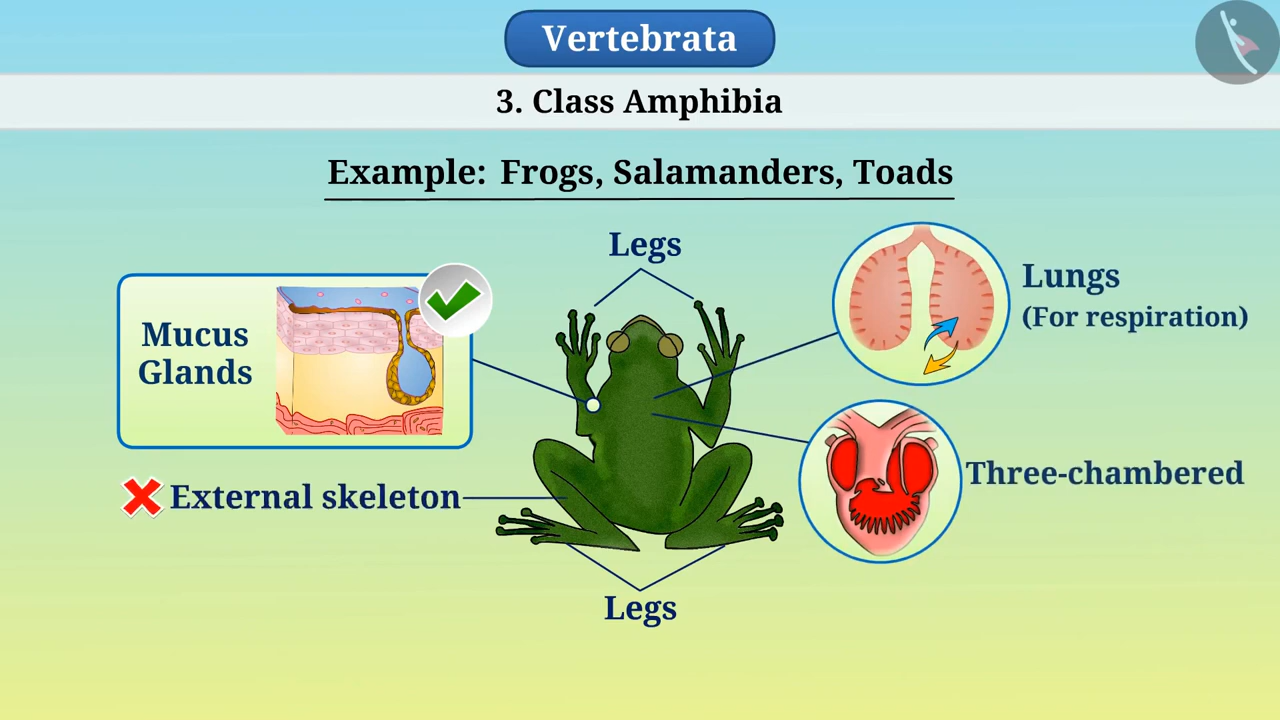 Vertebrata
3. Class Amphibia
Example: Frogs, Salamanders, Toads
Legs
Mucus
Glands
Lungs
(For respiration)
External skeleton
Three-chambered
Legs